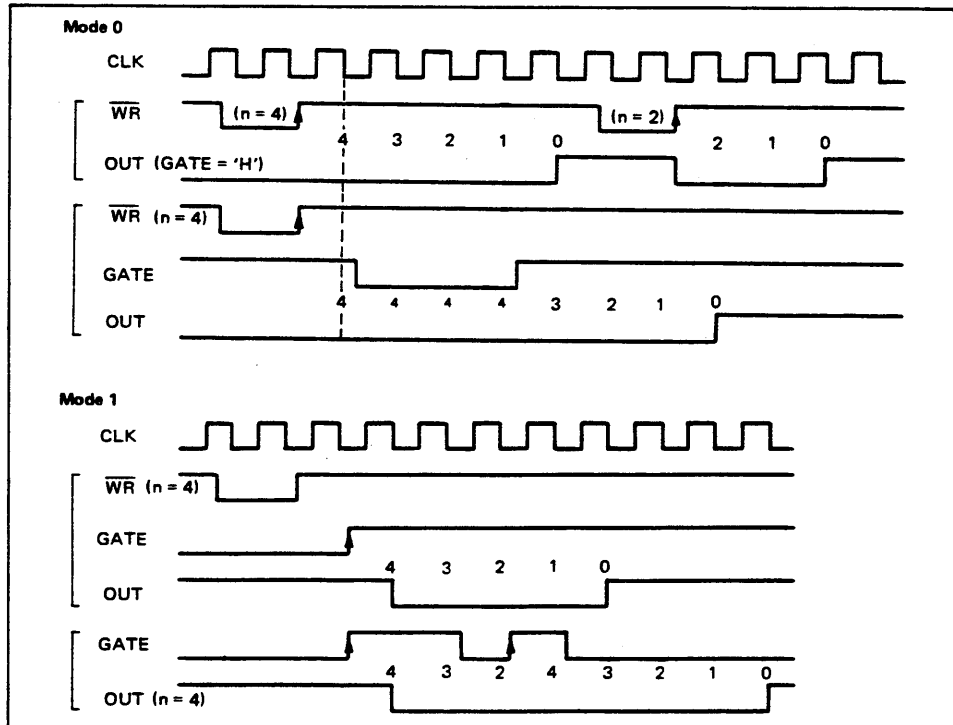 Mode 0
CLK
WR (n = 4) (n = 2)
4 3 2 1 0 2 1 0
OUT (GATE = 'H')
WR (n = 4)
GATE
4 4 4 4 3 2 1 0
OUT
Mode 1
CLK
WR (n = 4)
GATE
4 3 2 1 0
OUT
GATE
4 3 2 4 3 2 1 0
OUT (n = 4)